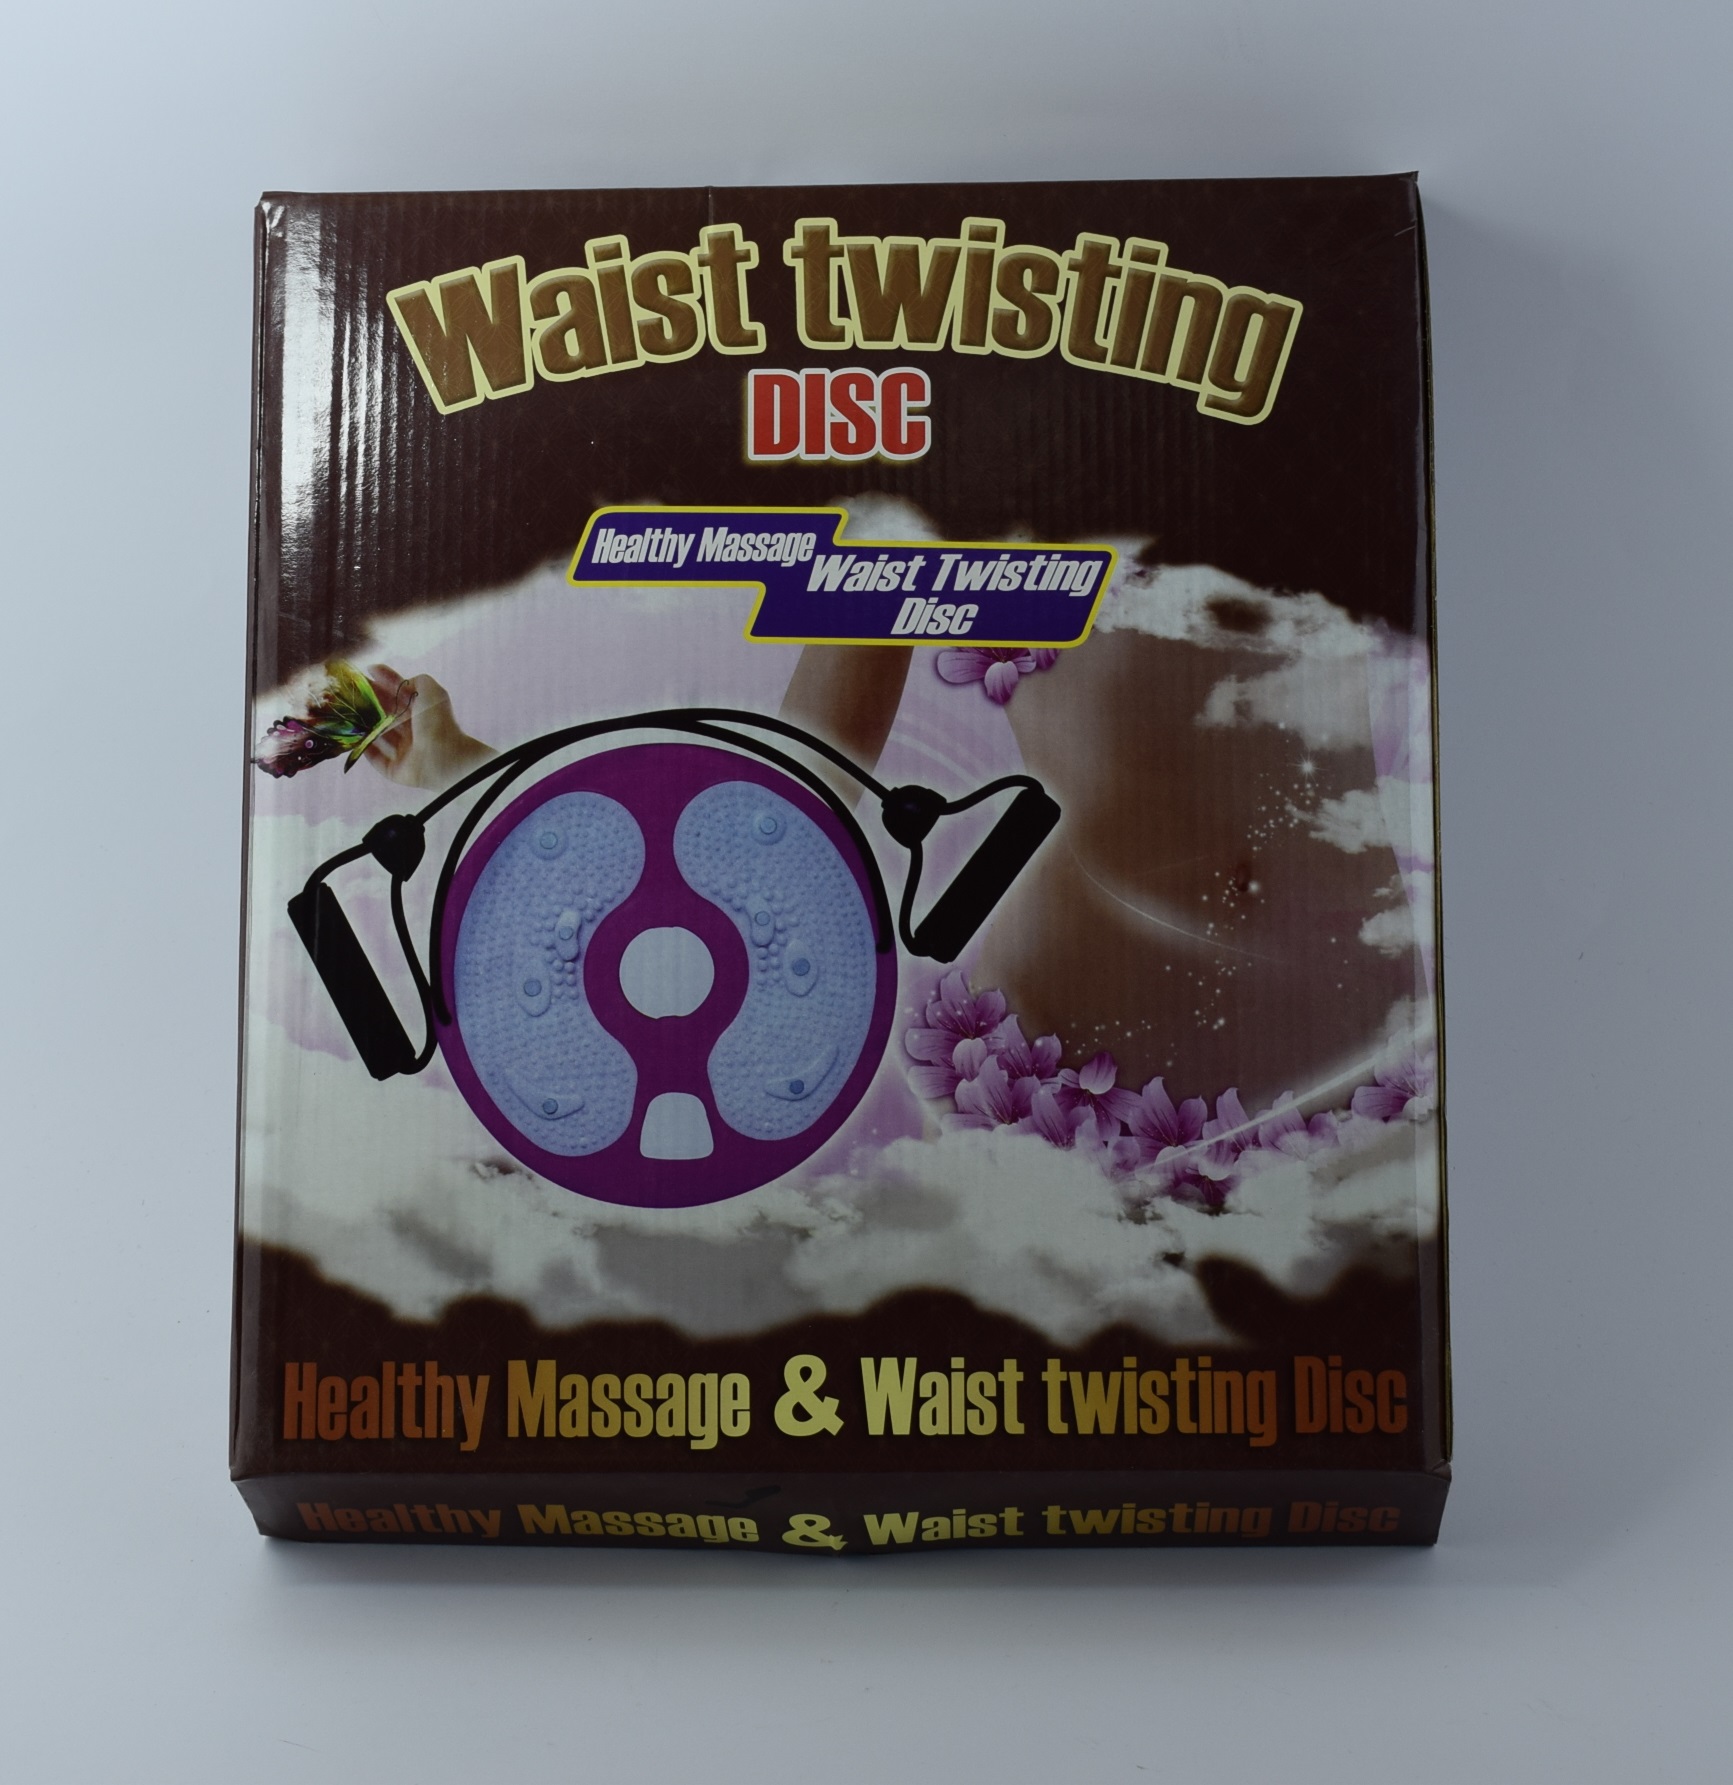 Waist twisting
DISC
Healthy Massage
Waist Twisting
Disc
Healthy Massage & Waist twisting Disc
Healthy Massage & Waist twisting Disc